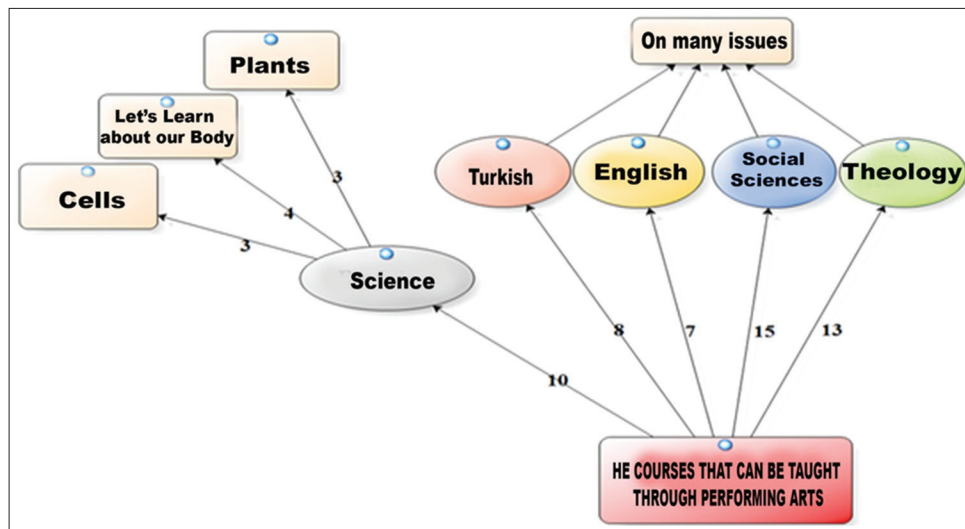 Plants
On many issues
Let's Learn
about our Body
Cells
Turkish
English
Social
Sciences
Theology
3
4
3
Science
8
7
15
13
10
HE COURSES THAT CAN BE TAUGHT
THROUGH PERFORMING ARTS